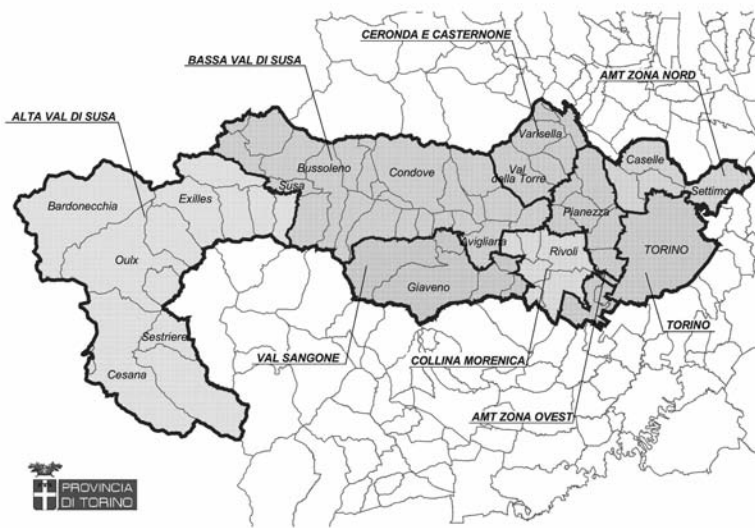 CERONDA E CASTERNONE
BASSA VAL DI SUSA
AMT ZONA NORD
ALTA VAL DI SUSA
Varisella
Caselle
Bussoleno
Condove
Val
della Torre
Susa
Settimo
Exilles
Bardonecchia
Pianezza
Avigliana
Rivoli
TORINO
Oulx
Giaveno
Sestriere
TORINO
VAL SANGONE
COLLINA MORENICA
Cesana
AMT ZONA OVEST
PROVINCIA
DI TORINO